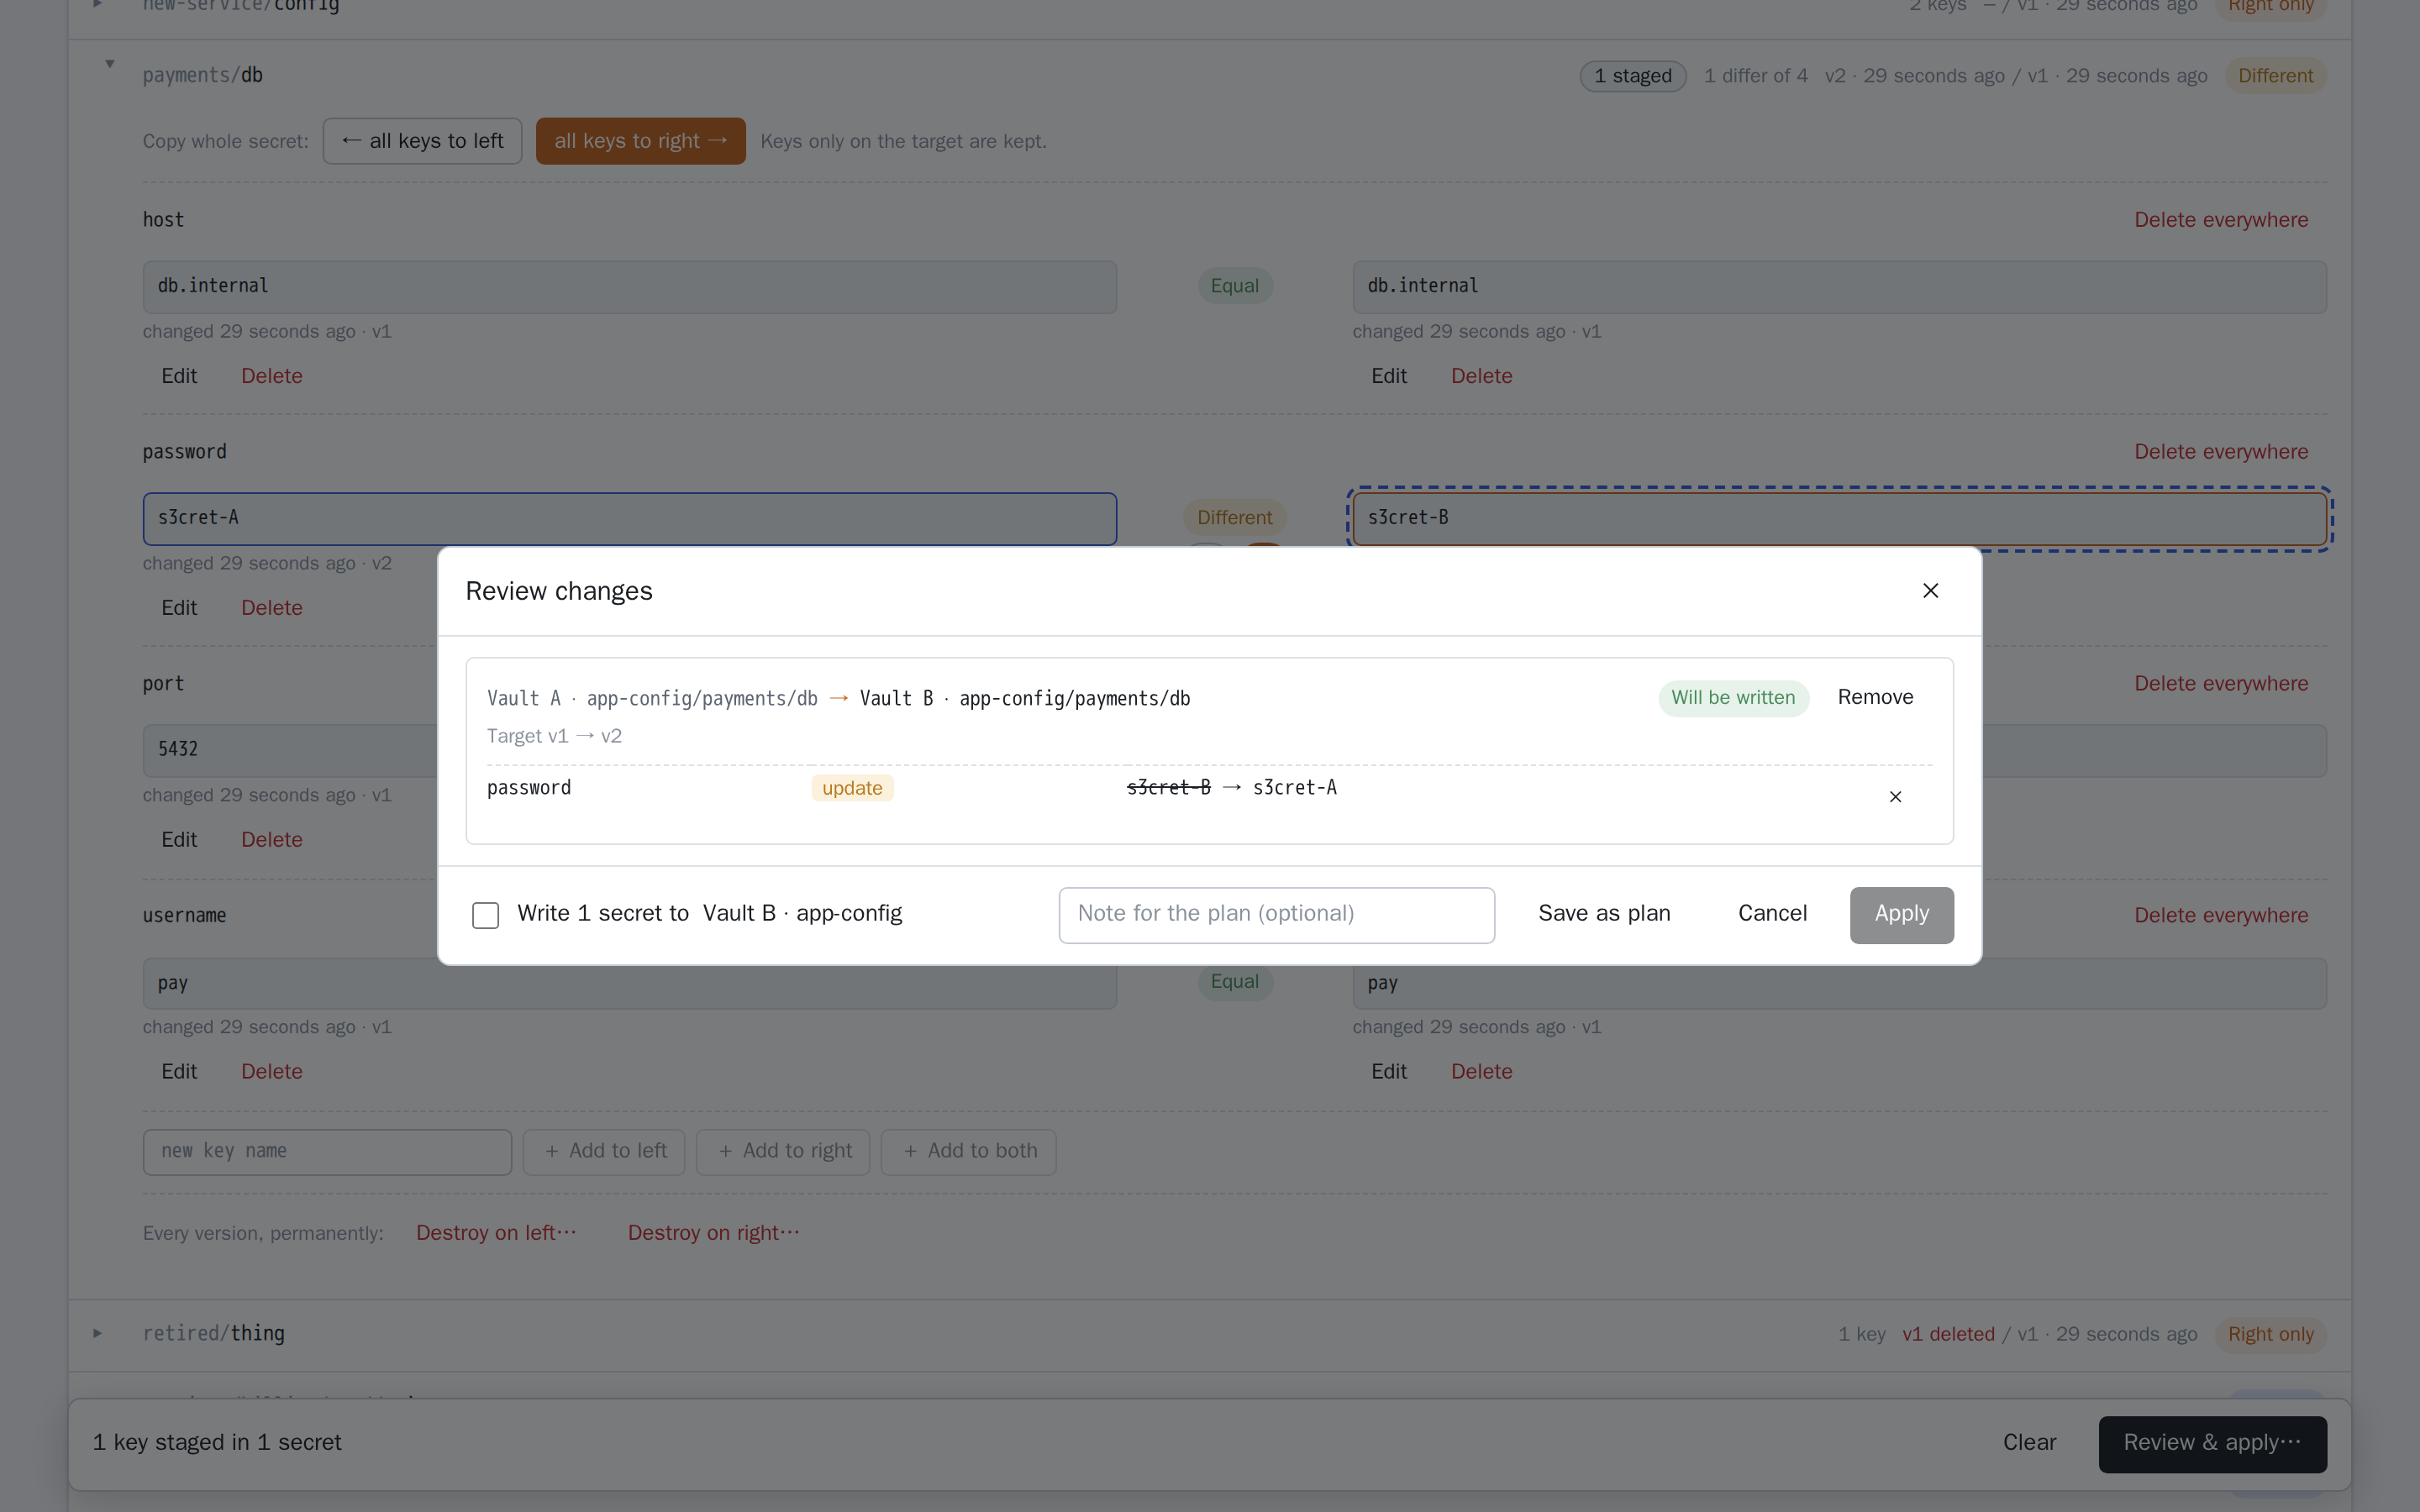 new-service/config 2 keys — / v1 · 29 seconds ago Right only
payments/db 1 staged 1 differ of 4 v2 · 29 seconds ago / v1 · 29 seconds ago Different
Copy whole secret: ← all keys to left all keys to right → Keys only on the target are kept.
host Delete everywhere
db.internal Equal db.internal
changed 29 seconds ago · v1 changed 29 seconds ago · v1
Edit Delete Edit Delete
password Delete everywhere
s3cret-A Different s3cret-B
changed 29 seconds ago · v2
Edit Delete
port Delete everywhere
5432
changed 29 seconds ago · v1
Edit Delete
username Delete everywhere
Review changes ×
Vault A · app-config/payments/db → Vault B · app-config/payments/db Will be written Remove
Target v1 → v2
password update s3cret-B → s3cret-A ×
Write 1 secret to Vault B · app-config Note for the plan (optional) Save as plan Cancel Apply
pay Equal pay
changed 29 seconds ago · v1 changed 29 seconds ago · v1
Edit Delete Edit Delete
new key name + Add to left + Add to right + Add to both
Every version, permanently: Destroy on left… Destroy on right…
retired/thing 1 key v1 deleted / v1 · 29 seconds ago Right only
1 key staged in 1 secret Clear Review & apply…